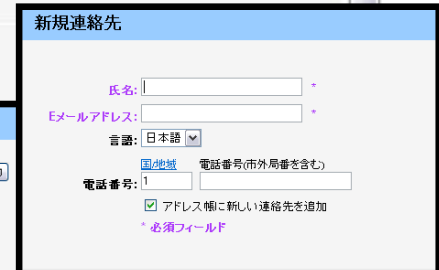 新規連絡先
氏名: *
Eメールアドレス: *
言語: 日本語
国/地域 電話番号(市外局番を含む)
電話番号: 1
アドレス帳に新しい連絡先を追加
* 必須フィールド